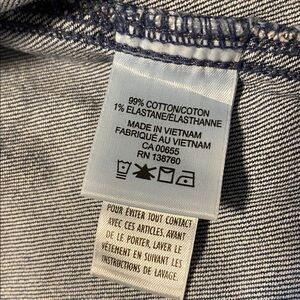 99% COTTON/COTON
1% ELASTANE/ÉLASTHANNE
MADE IN VIETNAM
FABRIQUÉ AU VIETNAM
CA 00655
RN 138760
POUR ÉVITER TOUT CONTACT
AVEC CES ARTICLES. AVANT
DE LE PORTER, LAVER LE
VÊTEMENT EN SUIVANT LES
INSTRUCTIONS DE LAVAGE.